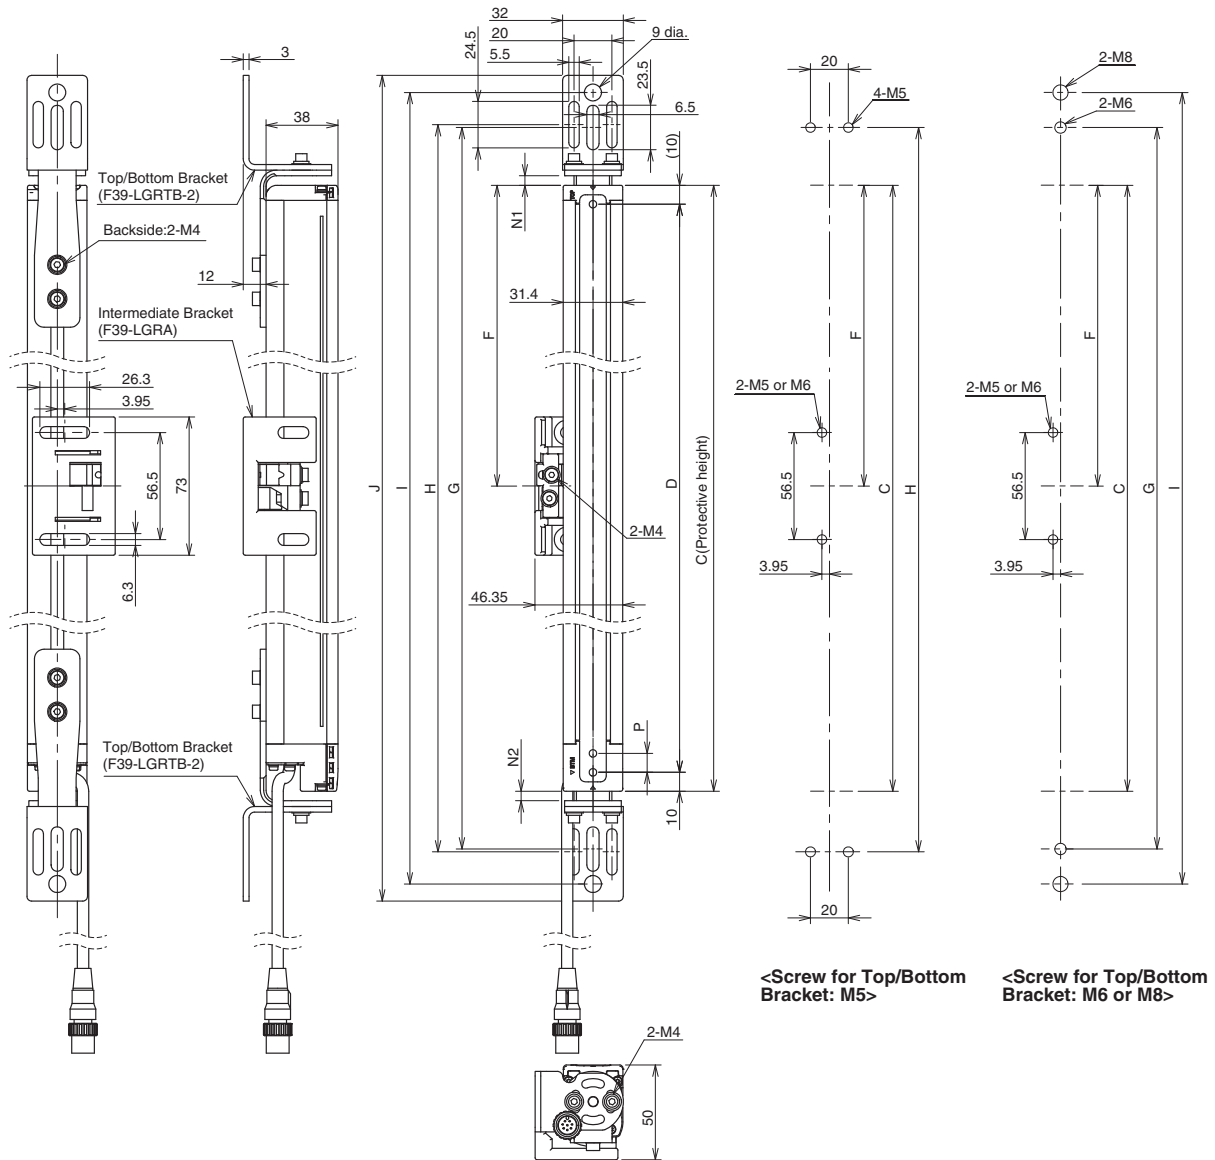 32
20
5.5
24.5
9 dia.
23.5
6.5
(10)
3
38
20
4-M5
2-M8
2-M6
Top/Bottom Bracket
(F39-LGRTB-2)
Backside:2-M4
12
Intermediate Bracket
(F39-LGRA)
N1
31.4
F
F
F
26.3
3.95
56.5
73
6.3
J
I
H
G
D
C(Protective height)
2-M4
46.35
2-M5 or M6
56.5
3.95
C
H
2-M5 or M6
56.5
3.95
C
G
I
Top/Bottom Bracket
(F39-LGRTB-2)
N2
P
10
20
<Screw for Top/Bottom
Bracket: M5>
<Screw for Top/Bottom
Bracket: M6 or M8>
2-M4
50